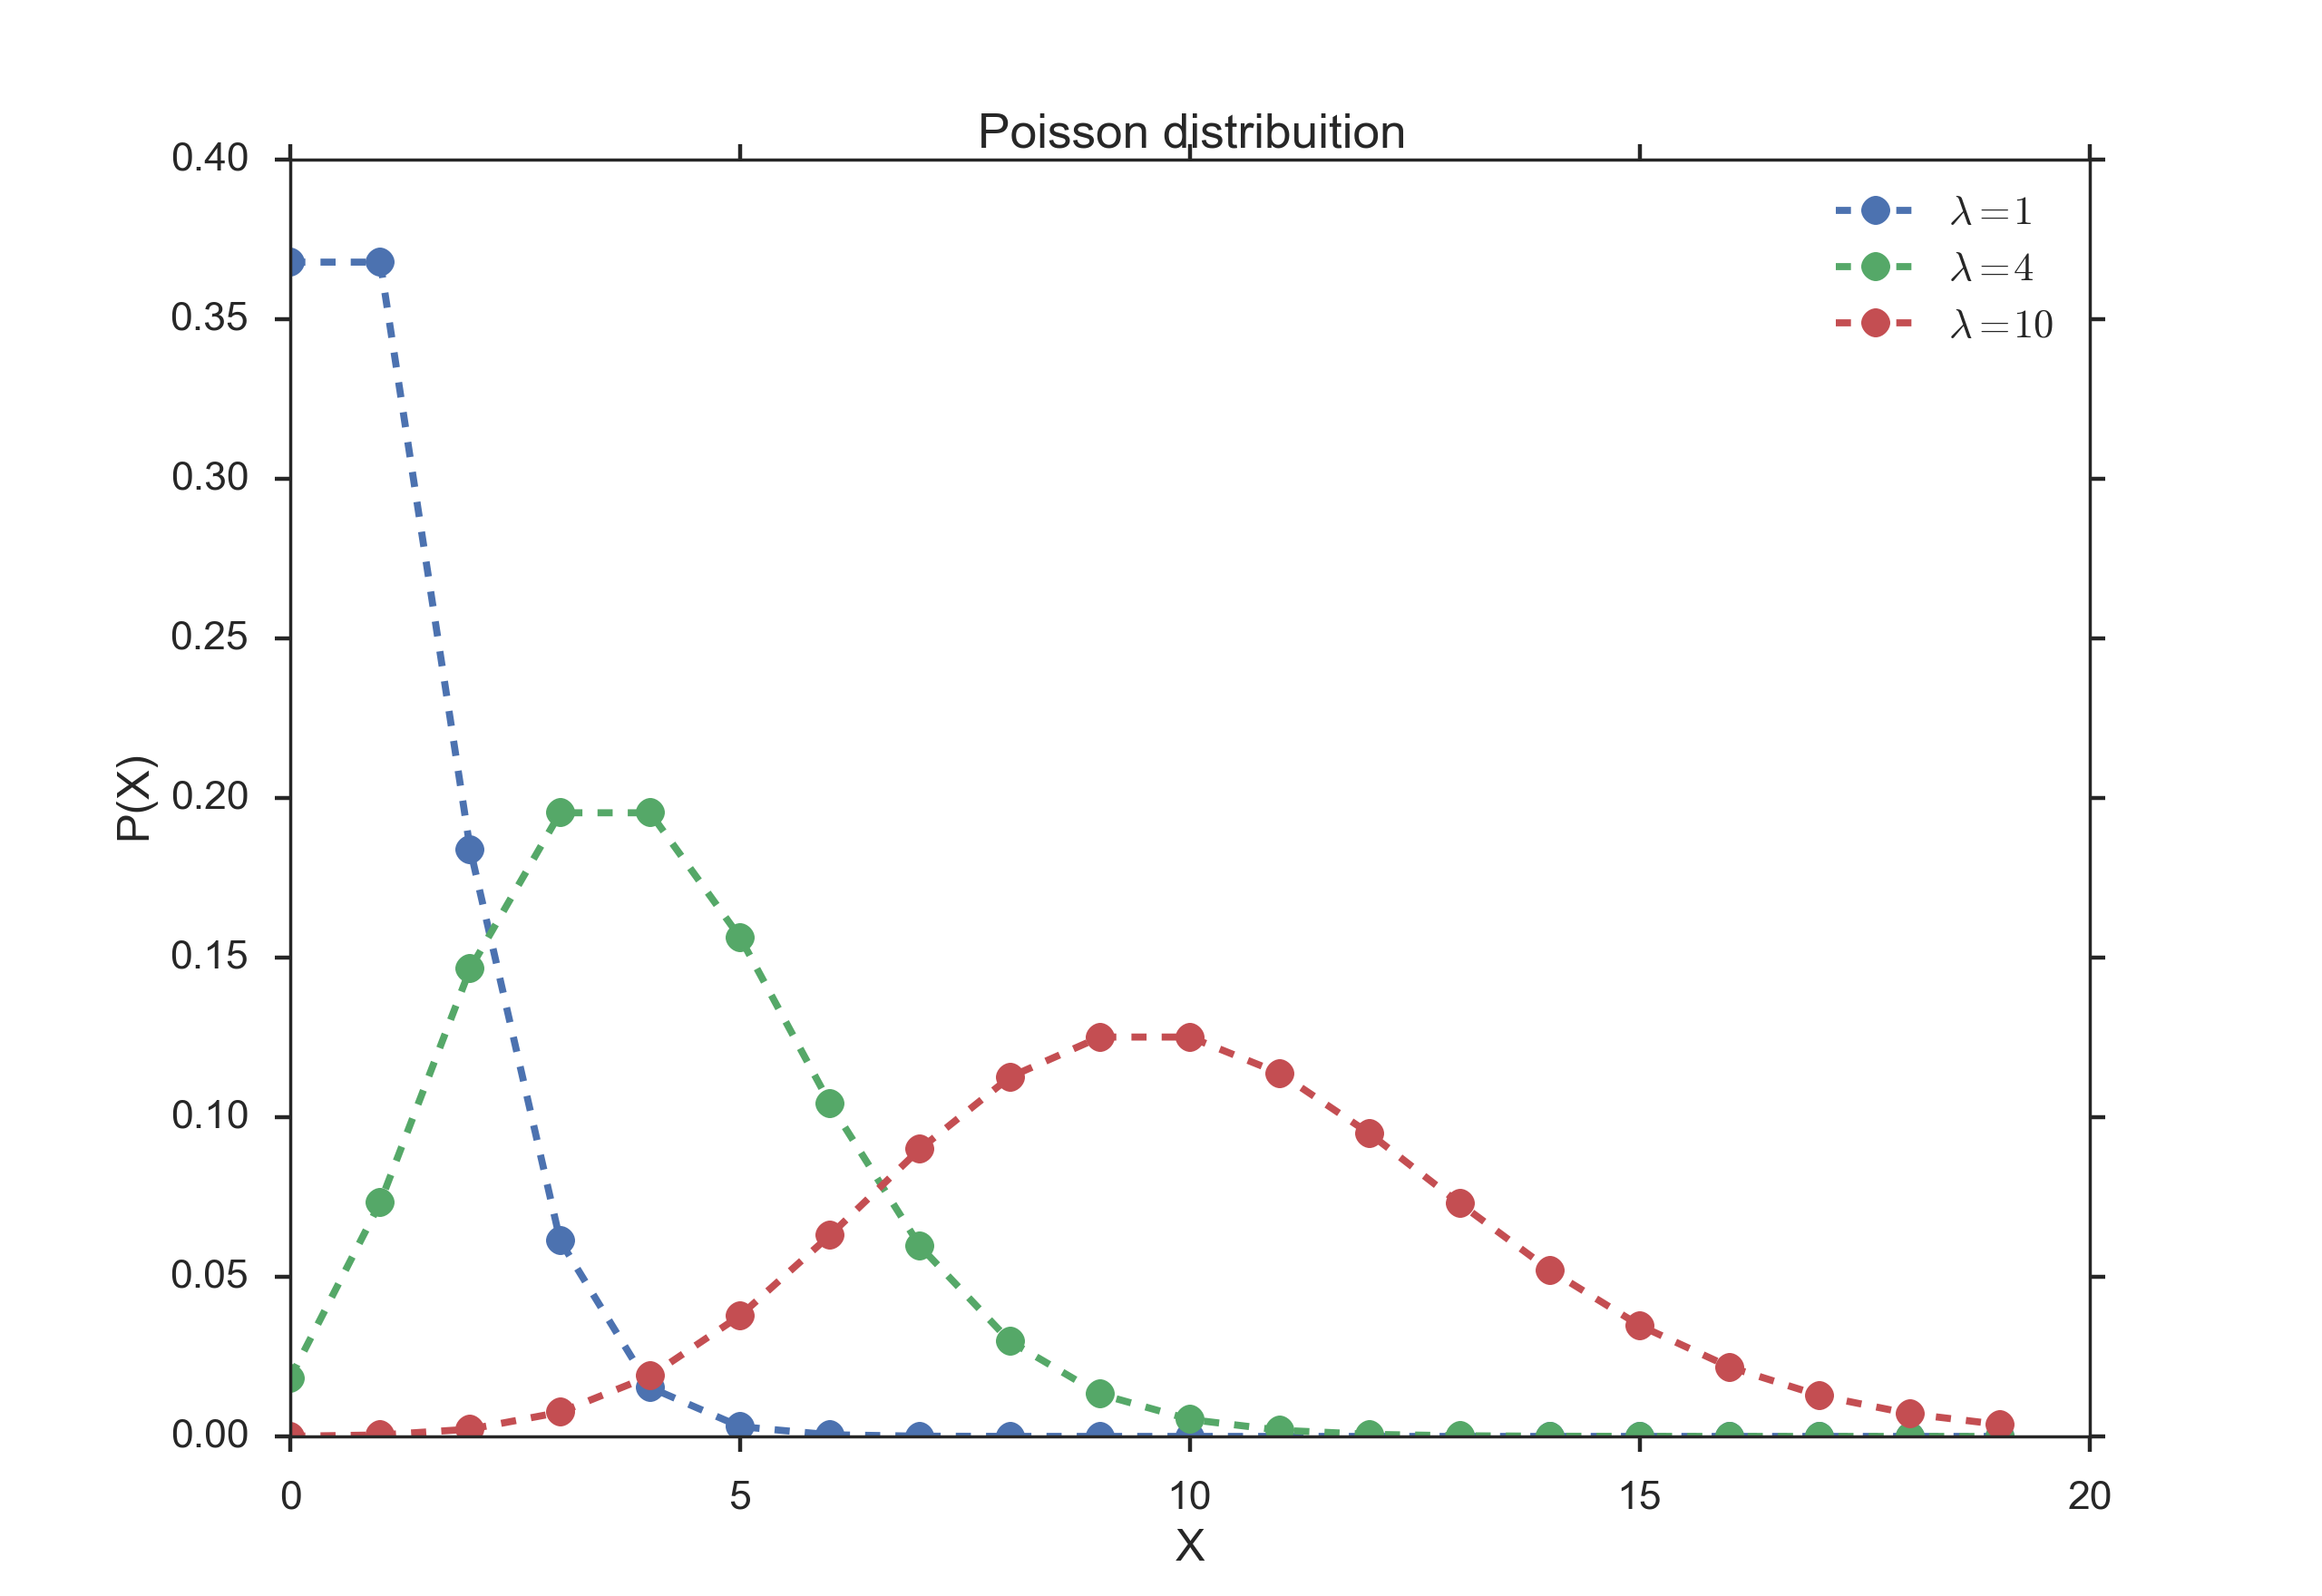 Poisson distribuition
0.40
0.35
0.30
0.25
0.20
0.15
0.10
0.05
0.00
P(X)
λ = 1
λ = 4
λ = 10
0 5 10 15 20
X